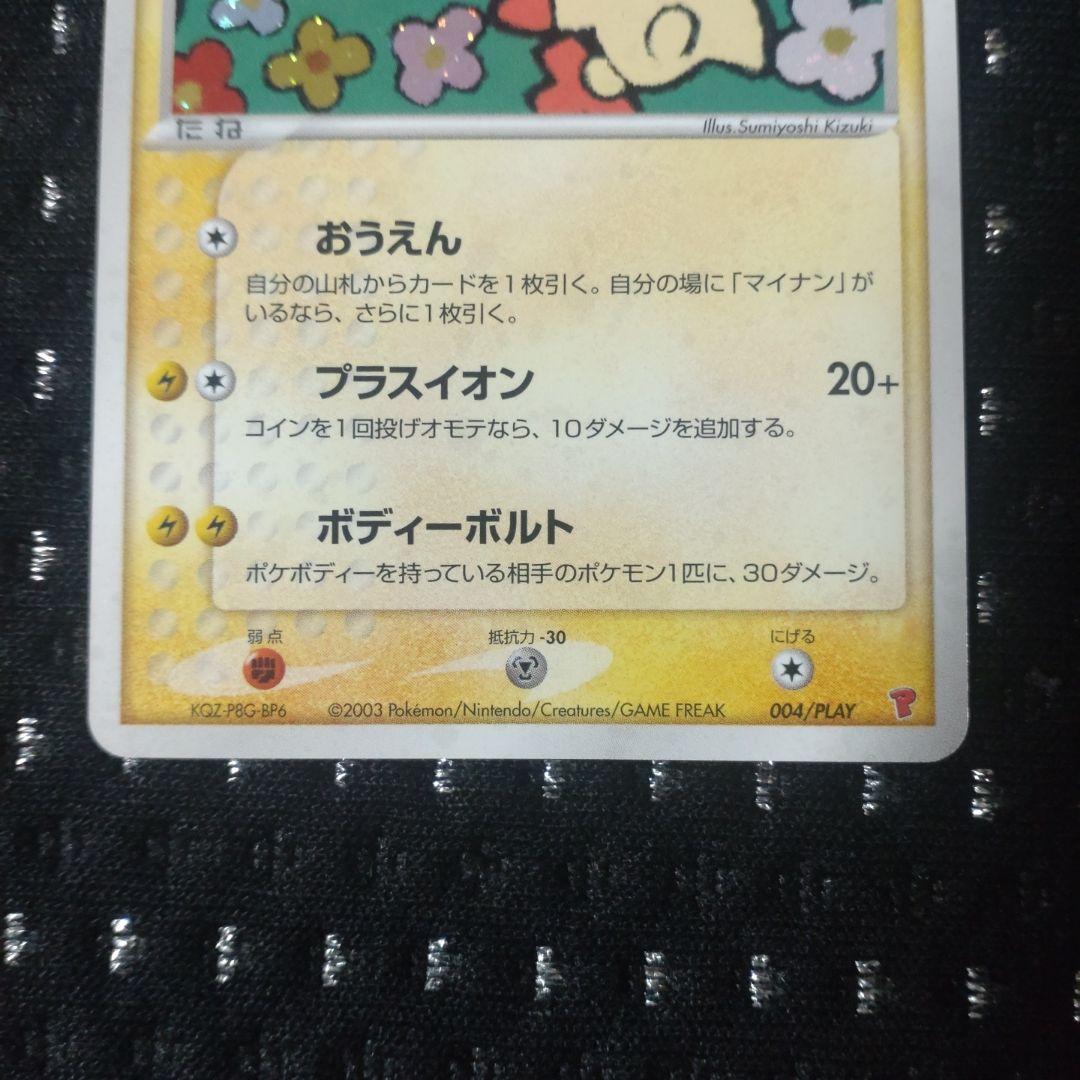 たね
Illus.Sumiyoshi Kizuki
おうえん
自分の山札からカードを1枚引く。自分の場に「マイナン」が
いるなら、さらに1枚引く。
プラスイオン 20+
コインを1回投げオモテなら、10ダメージを追加する。
ボディーボルト
ポケボディーを持っている相手のポケモン1匹に、30ダメージ。
弱点 抵抗力 -30 にげる
KQZ-P8G-BP6 ©2003 Pokémon/Nintendo/Creatures/GAME FREAK 004/PLAY P